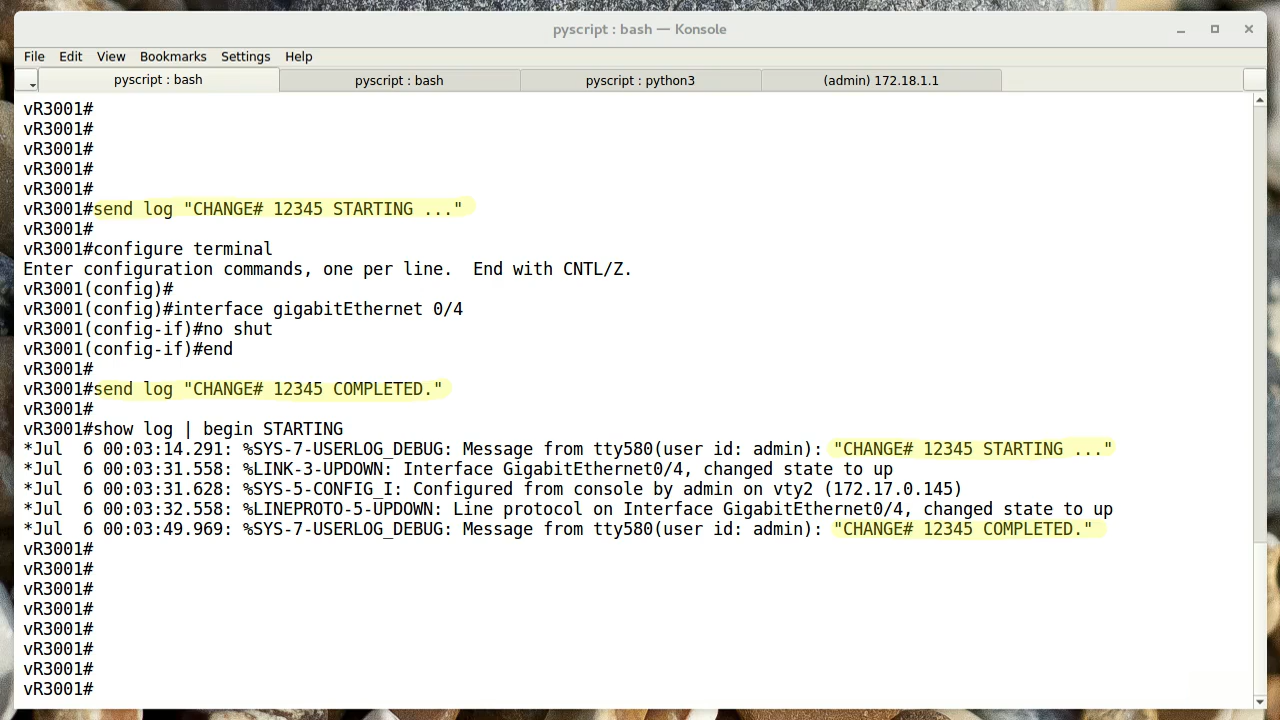 pyscript : bash — Konsole
File Edit View Bookmarks Settings Help
pyscript : bash pyscript : bash pyscript : python3 (admin) 172.18.1.1
vR3001#
vR3001#
vR3001#
vR3001#
vR3001#
vR3001#send log "CHANGE# 12345 STARTING ..."
vR3001#
vR3001#configure terminal
Enter configuration commands, one per line.  End with CNTL/Z.
vR3001(config)#
vR3001(config)#interface gigabitEthernet 0/4
vR3001(config-if)#no shut
vR3001(config-if)#end
vR3001#
vR3001#send log "CHANGE# 12345 COMPLETED."
vR3001#
vR3001#show log | begin STARTING
*Jul  6 00:03:14.291: %SYS-7-USERLOG_DEBUG: Message from tty580(user id: admin): "CHANGE# 12345 STARTING ..."
*Jul  6 00:03:31.558: %LINK-3-UPDOWN: Interface GigabitEthernet0/4, changed state to up
*Jul  6 00:03:31.628: %SYS-5-CONFIG_I: Configured from console by admin on vty2 (172.17.0.145)
*Jul  6 00:03:32.558: %LINEPROTO-5-UPDOWN: Line protocol on Interface GigabitEthernet0/4, changed state to up
*Jul  6 00:03:49.969: %SYS-7-USERLOG_DEBUG: Message from tty580(user id: admin): "CHANGE# 12345 COMPLETED."
vR3001#
vR3001#
vR3001#
vR3001#
vR3001#
vR3001#
vR3001#
vR3001#